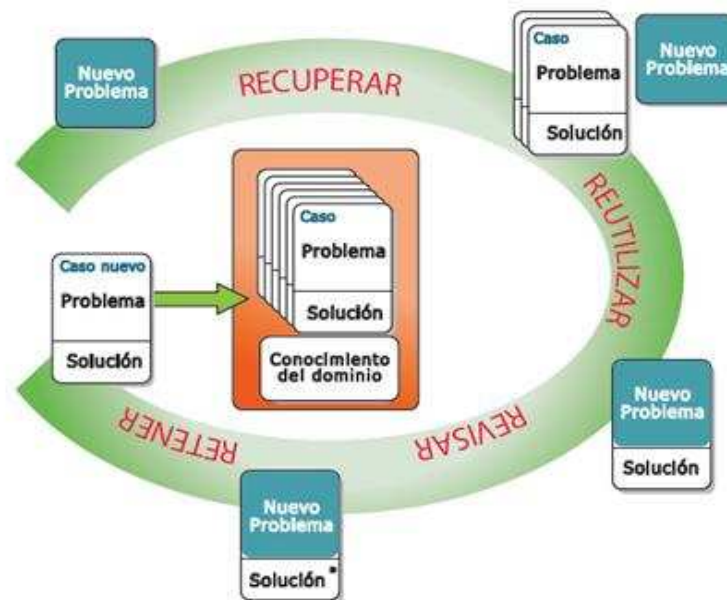 Nuevo
Problema
RECUPERAR
Caso
Problema
Solución
Nuevo
Problema
REUTILIZAR
Nuevo
Problema
Solución
REVISAR
Nuevo
Problema
Solución*
RETENER
Caso nuevo
Problema
Solución
Caso
Problema
Solución
Conocimiento
del dominio